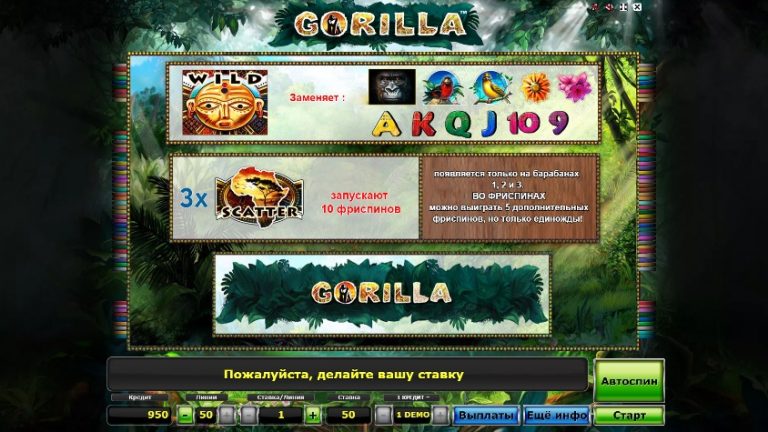 GORILLA™
WILD
Заменяет :
A K Q J 10 9
3x
SCATTER
запускают
10 фриспинов
появляется только на барабанах
1, 2 и 3.
ВО ФРИСПИНАХ
можно выиграть 5 дополнительных
фриспинов, но только единожды!
GORILLA
Пожалуйста, делайте вашу ставку
Автоспин
Кредит Линии Ставка/Линия Ставка 1 КРЕДИТ =
950 - 50 1 + 50 1 DEMO Выплаты Ещё инфо Старт